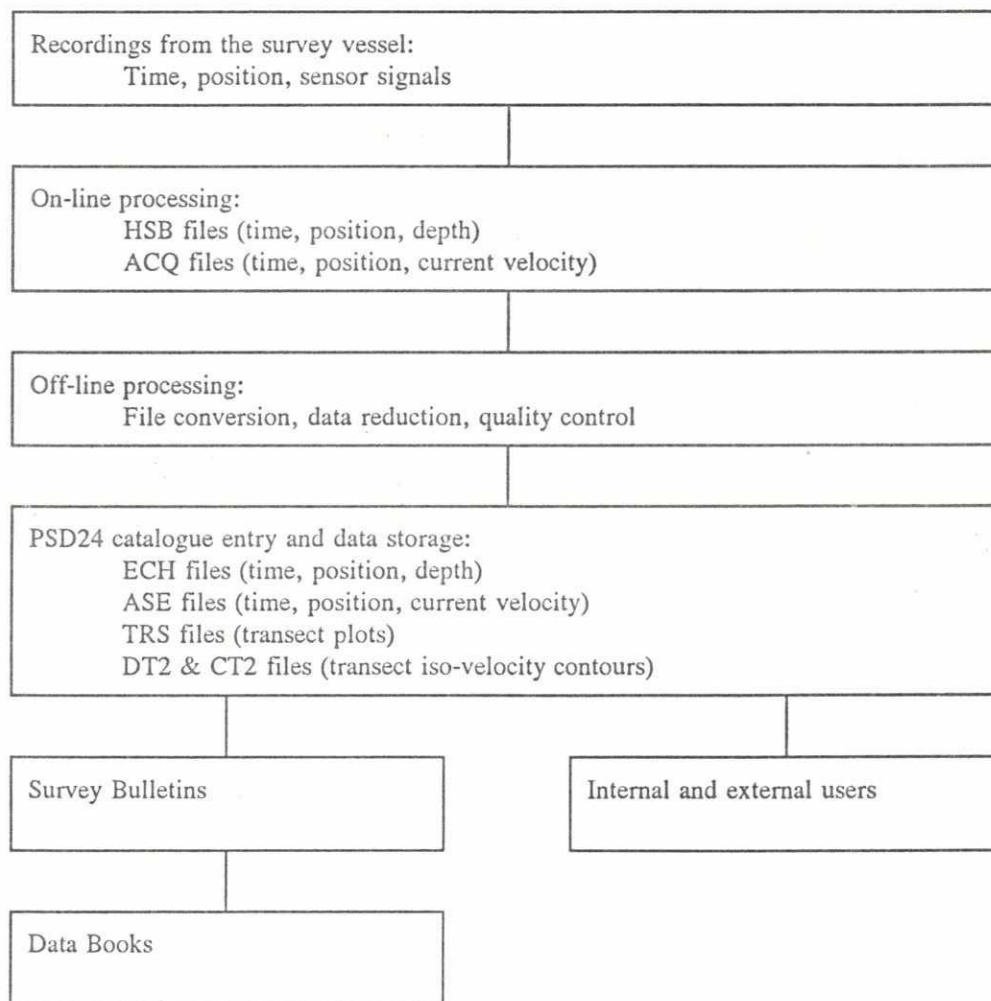 Recordings from the survey vessel:
Time, position, sensor signals
On-line processing:
HSB files (time, position, depth)
ACQ files (time, position, current velocity)
Off-line processing:
File conversion, data reduction, quality control
PSD24 catalogue entry and data storage:
ECH files (time, position, depth)
ASE files (time, position, current velocity)
TRS files (transect plots)
DT2 & CT2 files (transect iso-velocity contours)
Survey Bulletins
Internal and external users
Data Books